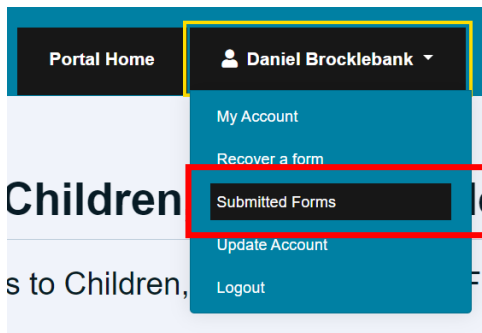 Portal Home
Daniel Brocklebank
My Account
Recover a form
Children
Submitted Forms
Update Account
s to Children,
Logout
F